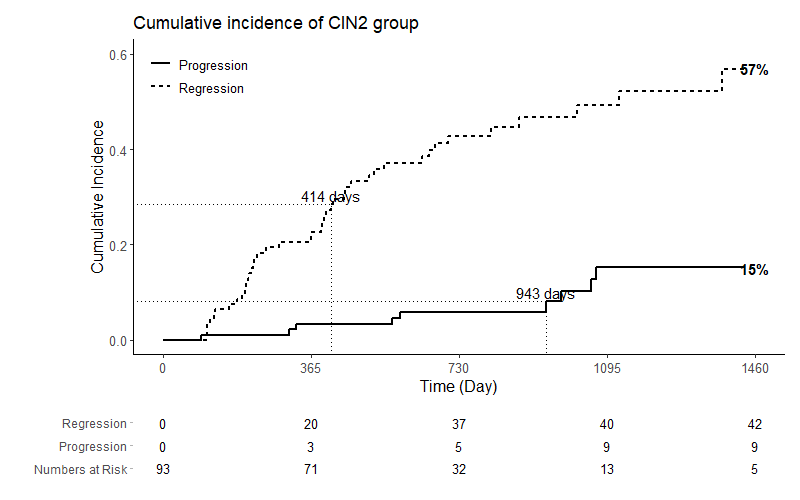 Cumulative incidence of CIN2 group
Progression
Regression
Cumulative Incidence
0.6
0.4
0.2
0.0
57%
414 days
15%
943 days
0 365 730 1095 1460
Time (Day)
Regression 0 20 37 40 42
Progression 0 3 5 9 9
Numbers at Risk 93 71 32 13 5